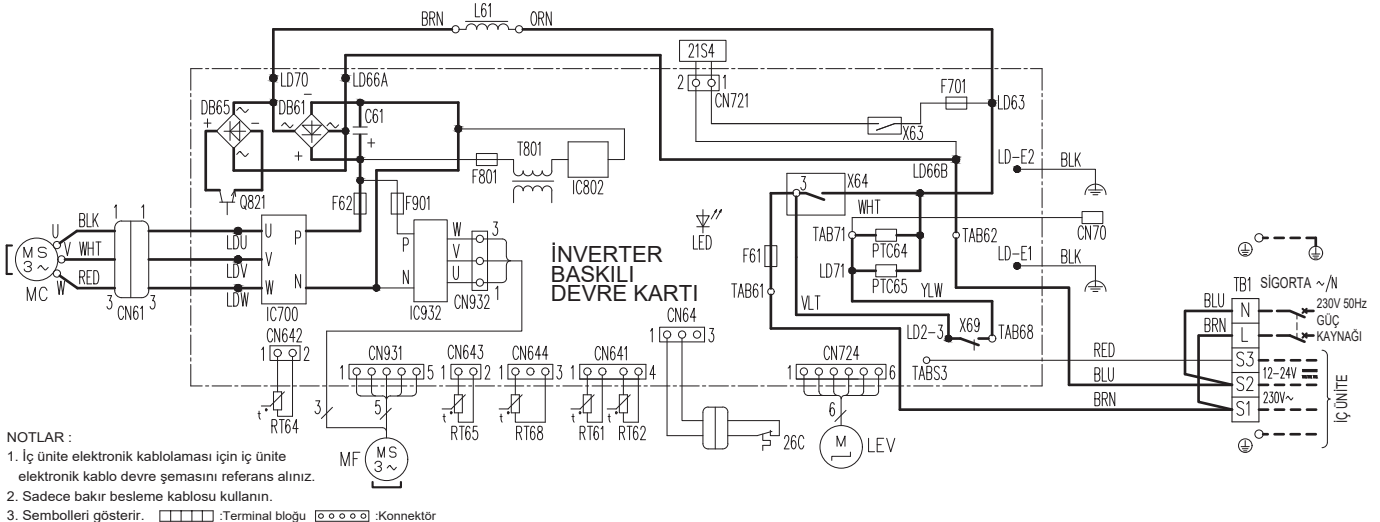 BRN L61 ORN
21S4
LD70 LD66A
2 1
CN721
F701
LD63
DB65 DB61
C61
X63
T801
F801
IC802
LD66B
LD-E2 BLK
Q821
F62 F901
3 X64
WHT
CN70
U BLK 1 1
V WHT
W RED 3 3
MS 3~
MC
CN61
LDU
LDV
LDW
U P
V
W N
IC700
P W
V
N U
IC932
3
1
CN932
LED
İNVERTER
BASKILI
DEVRE KARTI
F61
TAB61
TAB71
PTC64
LD71
PTC65
TAB62
LD-E1 BLK
YLW
VLT
LD2-3 X69 TAB68
TB1 SİGORTA ~/N
BLU N 230V 50Hz
GÜÇ
BRN L KAYNAĞI
RED S3
TABS3
BLU S2 12-24V
BRN S1 230V~
İÇ ÜNİTE
CN642
1 2
t°
RT64
CN931
1 5
3 5
MF MS 3~
CN643
1 2
t°
RT65
CN644
1 3
t°
RT68
CN641
1 4
t° t°
RT61 RT62
CN64
1 3
26C
CN724
1 6
6
M
LEV
NOTLAR :
1. İç ünite elektronik kablolaması için iç ünite
elektronik kablo devre şemasını referans alınız.
2. Sadece bakır besleme kablosu kullanın.
3. Sembolleri gösterir. :Terminal bloğu :Konnektör